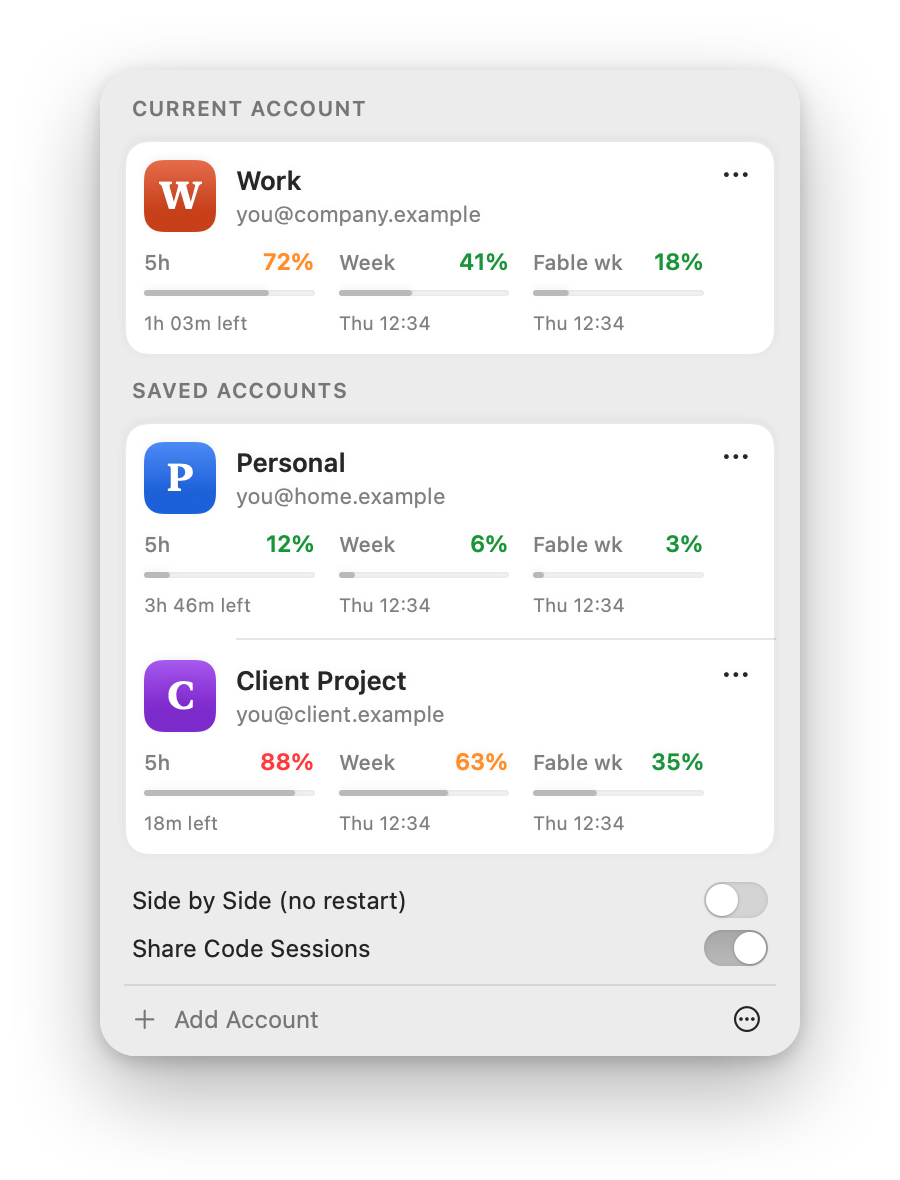 CURRENT ACCOUNT
W
Work
you@company.example
5h 72% Week 41% Fable wk 18%
1h 03m left Thu 12:34 Thu 12:34
SAVED ACCOUNTS
P
Personal
you@home.example
5h 12% Week 6% Fable wk 3%
3h 46m left Thu 12:34 Thu 12:34
C
Client Project
you@client.example
5h 88% Week 63% Fable wk 35%
18m left Thu 12:34 Thu 12:34
Side by Side (no restart)
Share Code Sessions
+ Add Account